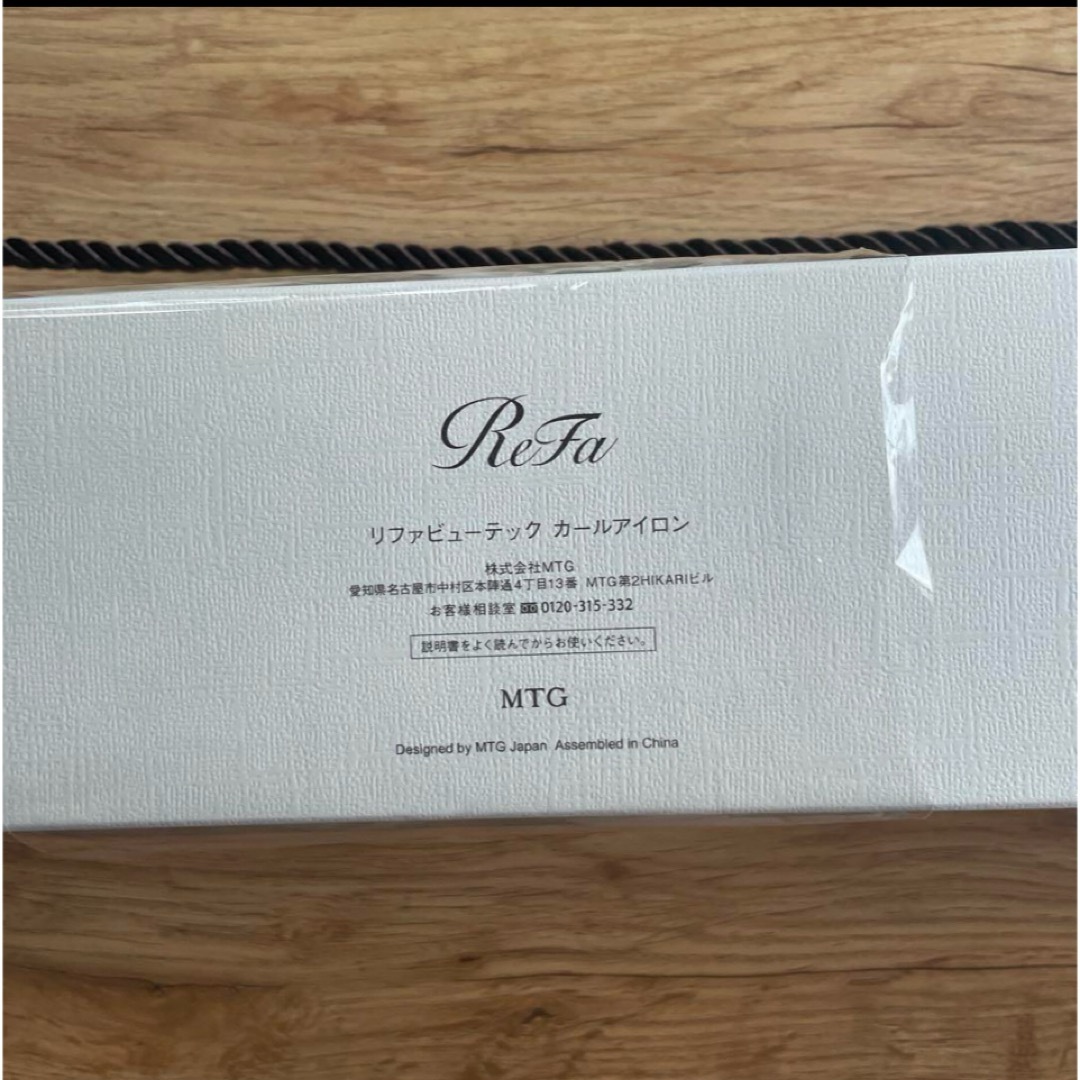 ReFa
リファビューテック カールアイロン
株式会社MTG
愛知県名古屋市中村区本陣通4丁目13番 MTG第2HIKARIビル
お客様相談室 0120-315-332
説明書をよく読んでからお使いください。
MTG
Designed by MTG Japan Assembled in China